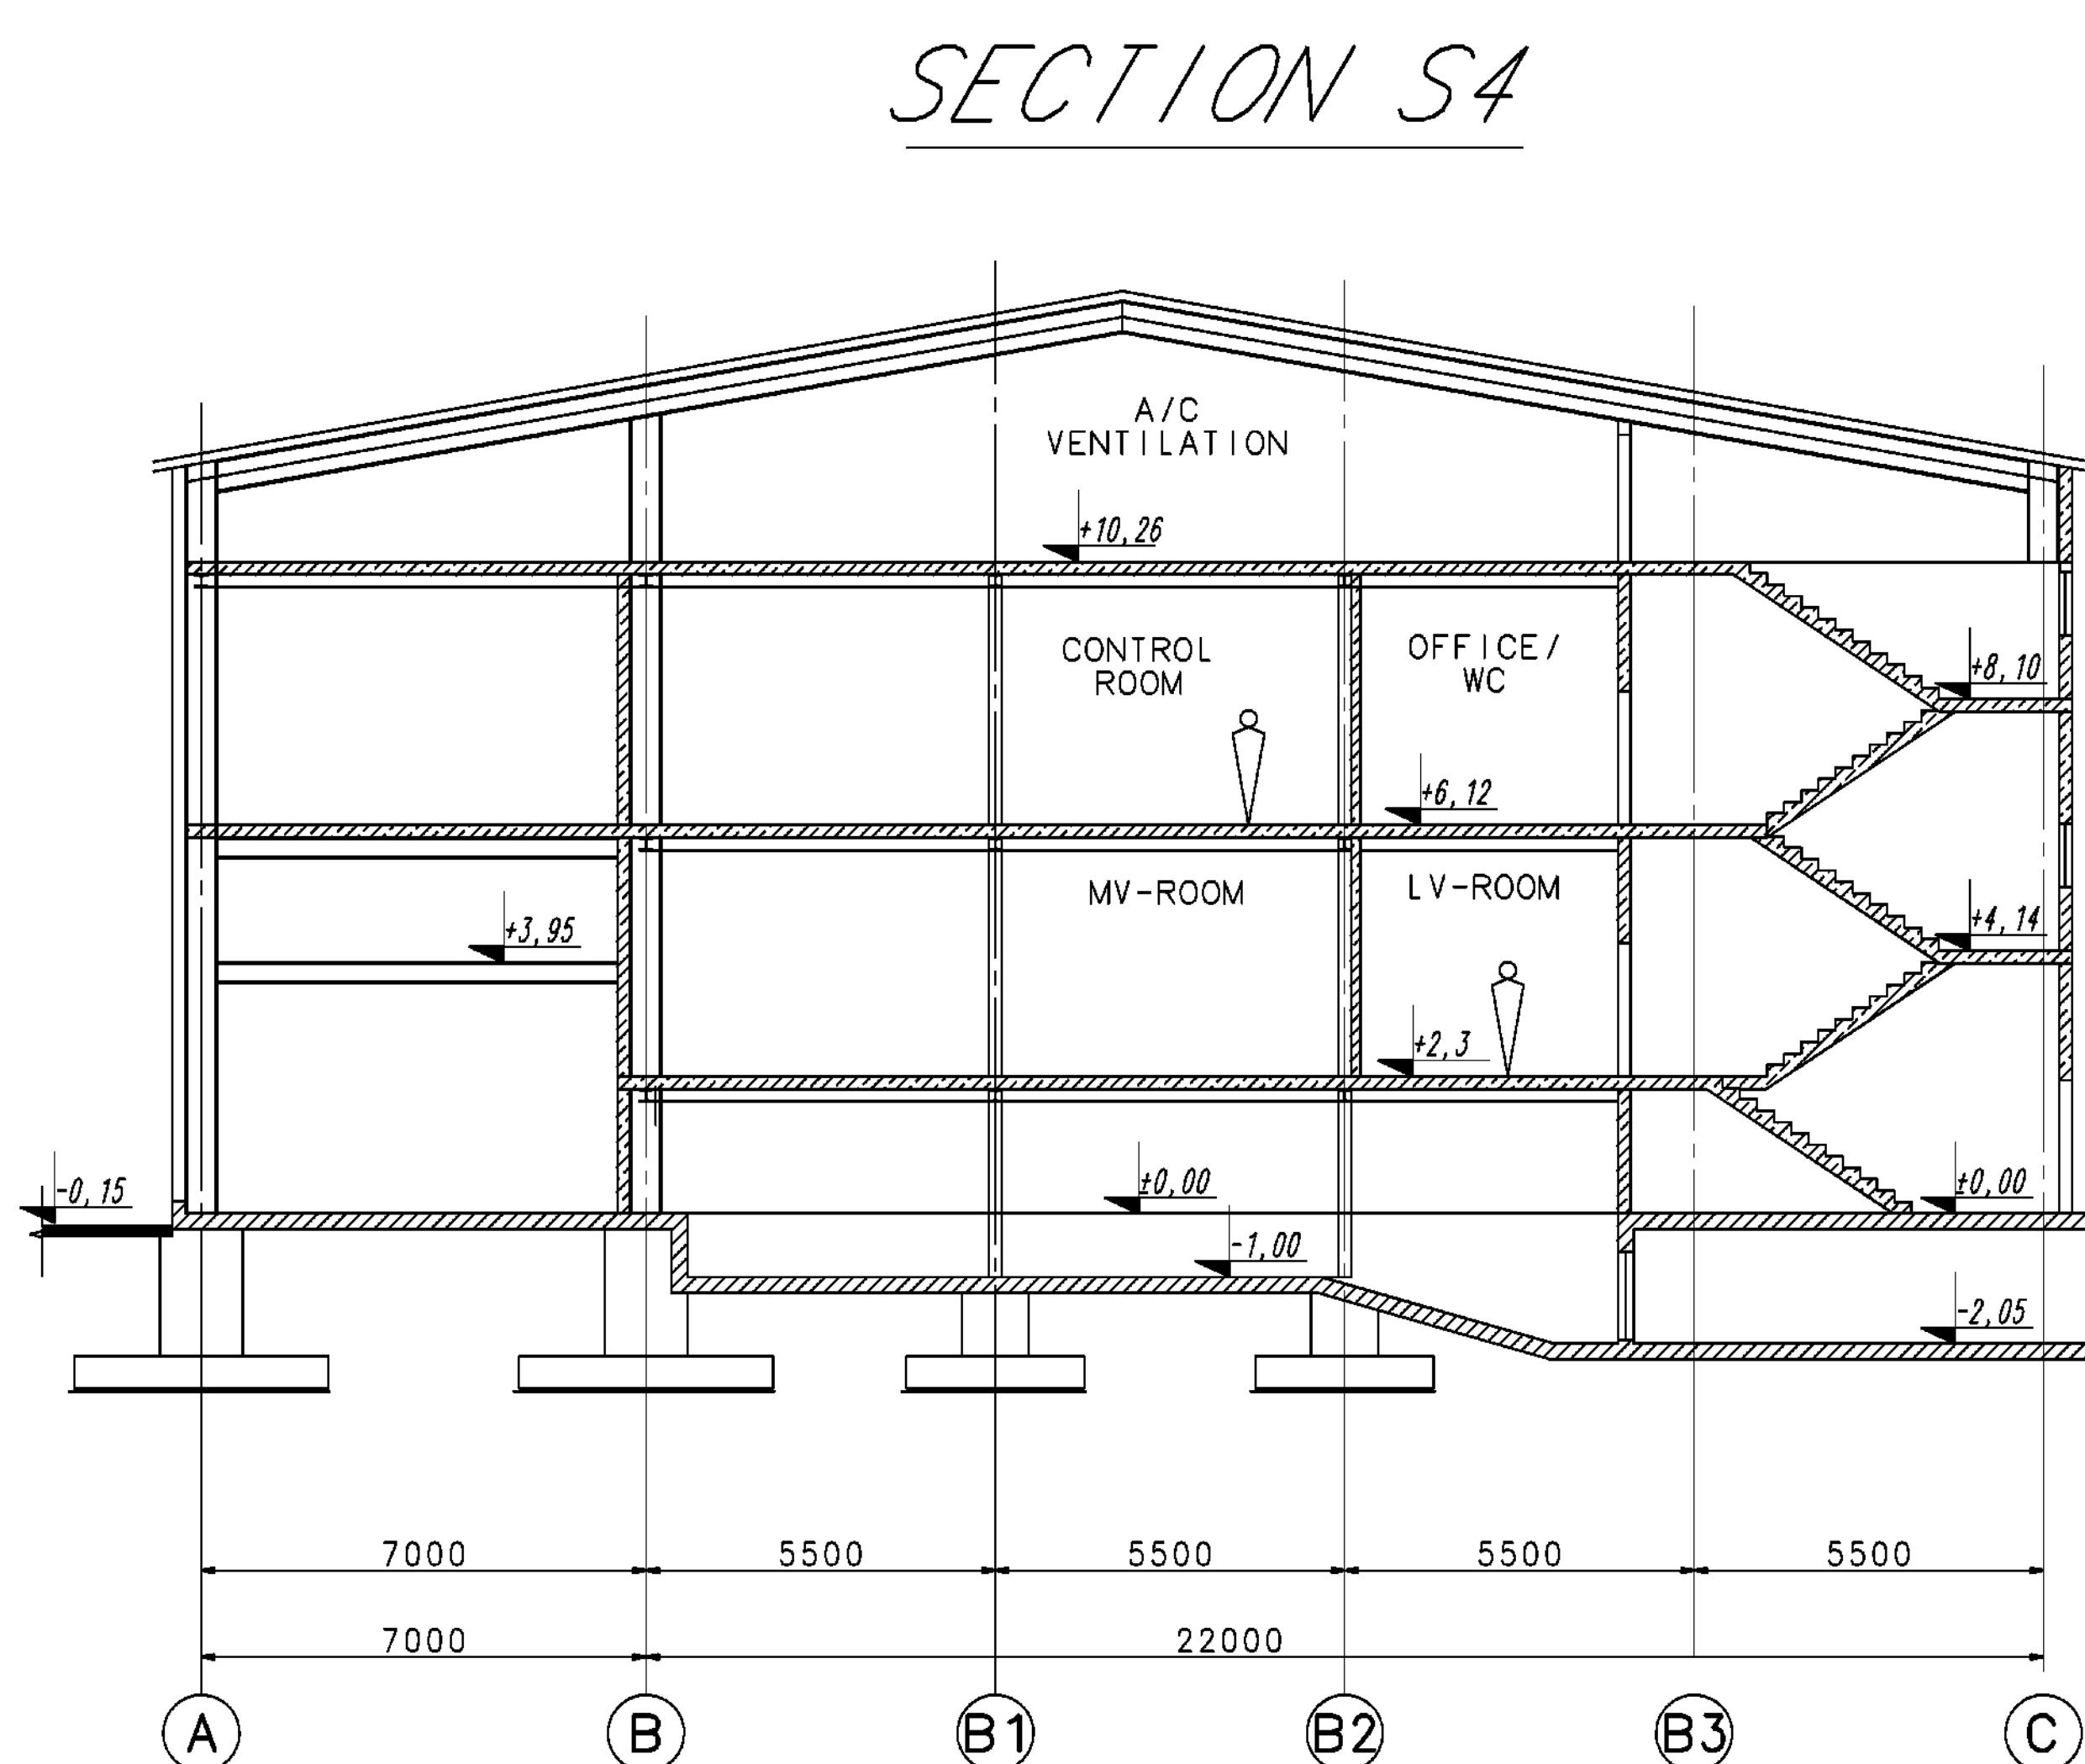 SECTION S4
A/C
VENTILATION
+10,26
CONTROL
ROOM
OFFICE/
WC
+8,10
+6,12
MV-ROOM
LV-ROOM
+3,95
+4,14
+2,3
-0,15
±0,00
±0,00
-1,00
-2,05
7000
5500
5500
5500
5500
7000
22000
A
B
B1
B2
B3
C